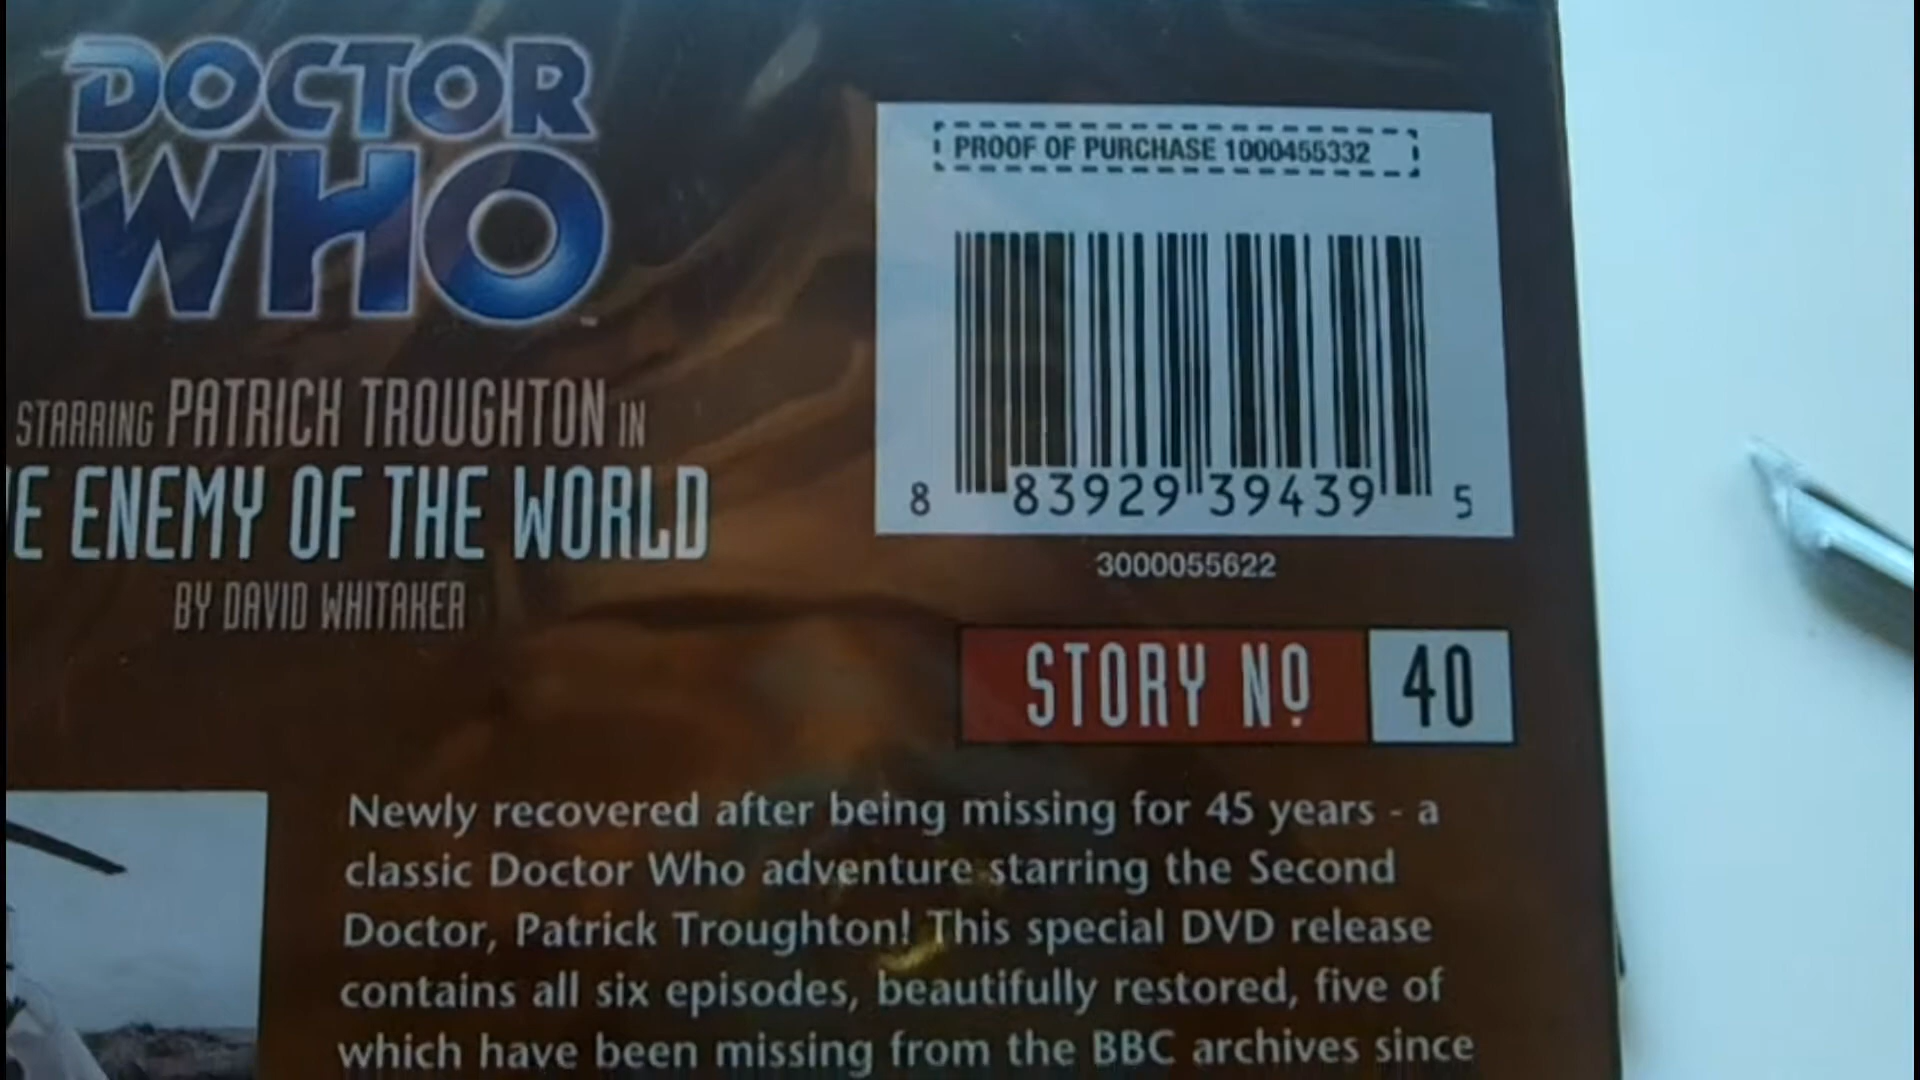 DOCTOR
WHO
STARRING PATRICK TROUGHTON IN
E ENEMY OF THE WORLD
BY DAVID WHITAKER
PROOF OF PURCHASE 1000455332
8 83929 39439 5
3000055622
STORY Nº 40
Newly recovered after being missing for 45 years - a
classic Doctor Who adventure starring the Second
Doctor, Patrick Troughton! This special DVD release
contains all six episodes, beautifully restored, five of
which have been missing from the BBC archives since